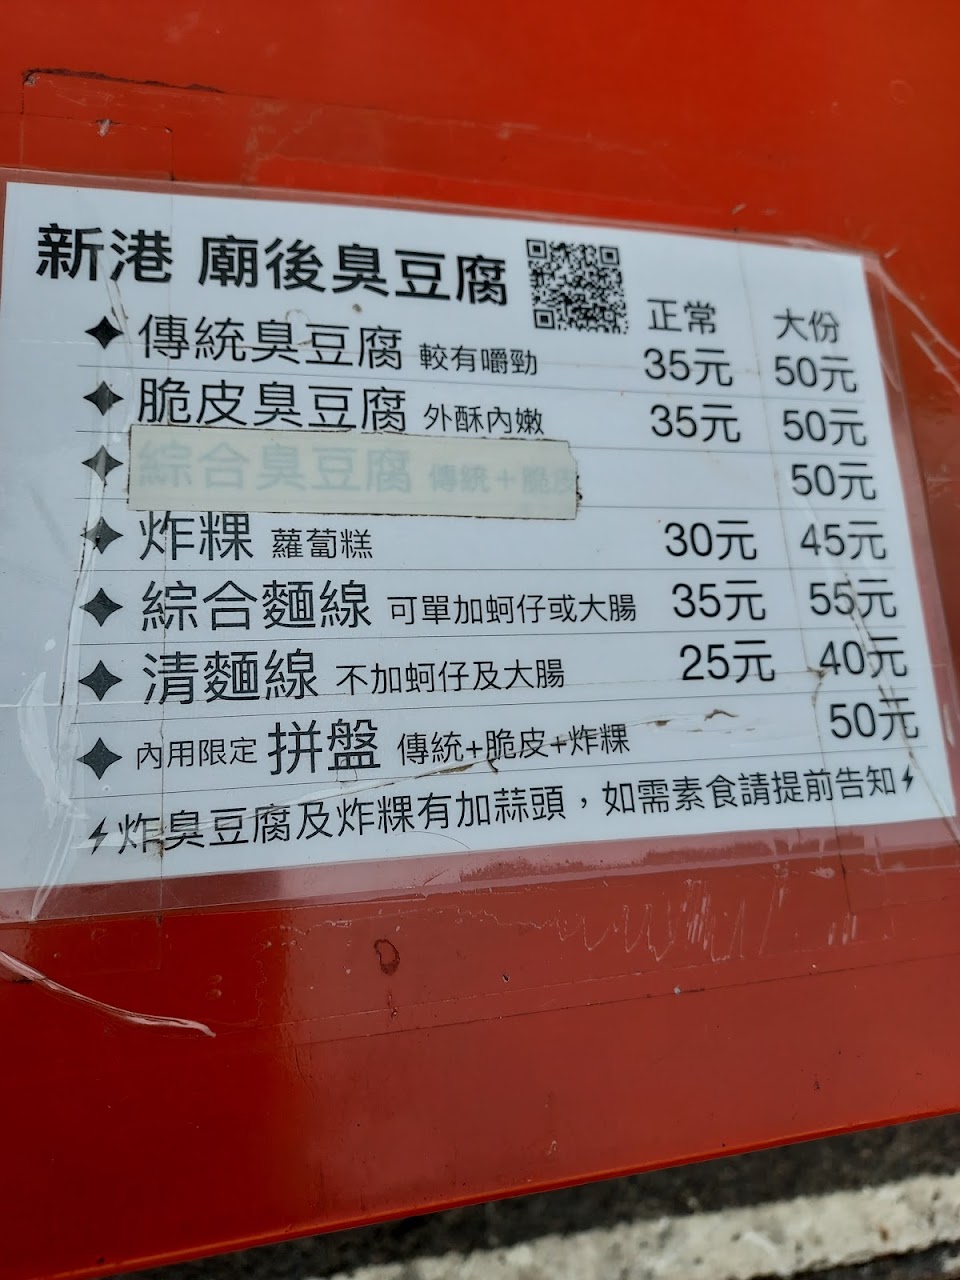 新港 廟後臭豆腐
正常 大份
✦ 傳統臭豆腐 較有嚼勁 35元 50元
✦ 脆皮臭豆腐 外酥內嫩 35元 50元
✦ 綜合臭豆腐 傳統+脆皮 50元
✦ 炸粿 蘿蔔糕 30元 45元
✦ 綜合麵線 可單加蚵仔或大腸 35元 55元
✦ 清麵線 不加蚵仔及大腸 25元 40元
✦ 內用限定 拼盤 傳統+脆皮+炸粿 50元
⚡炸臭豆腐及炸粿有加蒜頭，如需素食請提前告知⚡